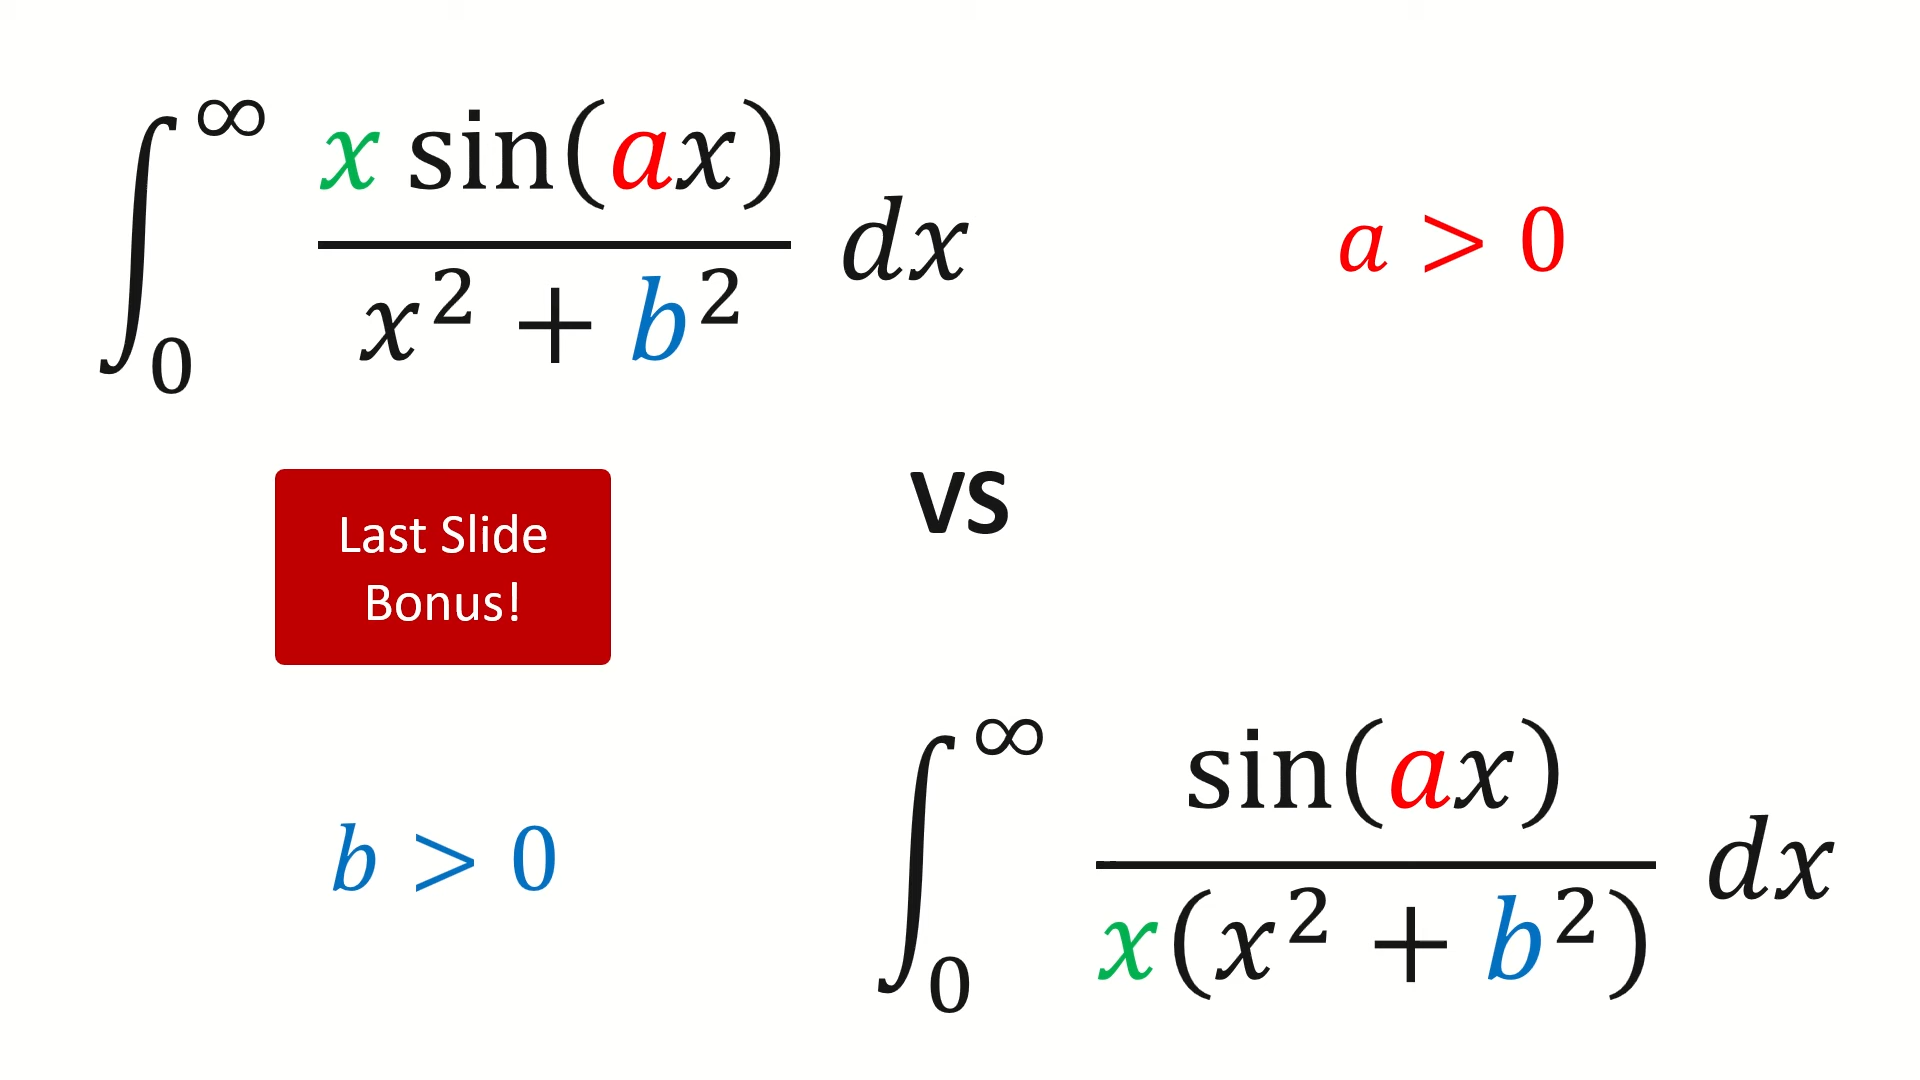 ∫₀^∞ x sin(ax) / (x² + b²) dx
a > 0
VS
Last Slide
Bonus!
b > 0
∫₀^∞ sin(ax) / (x(x² + b²)) dx